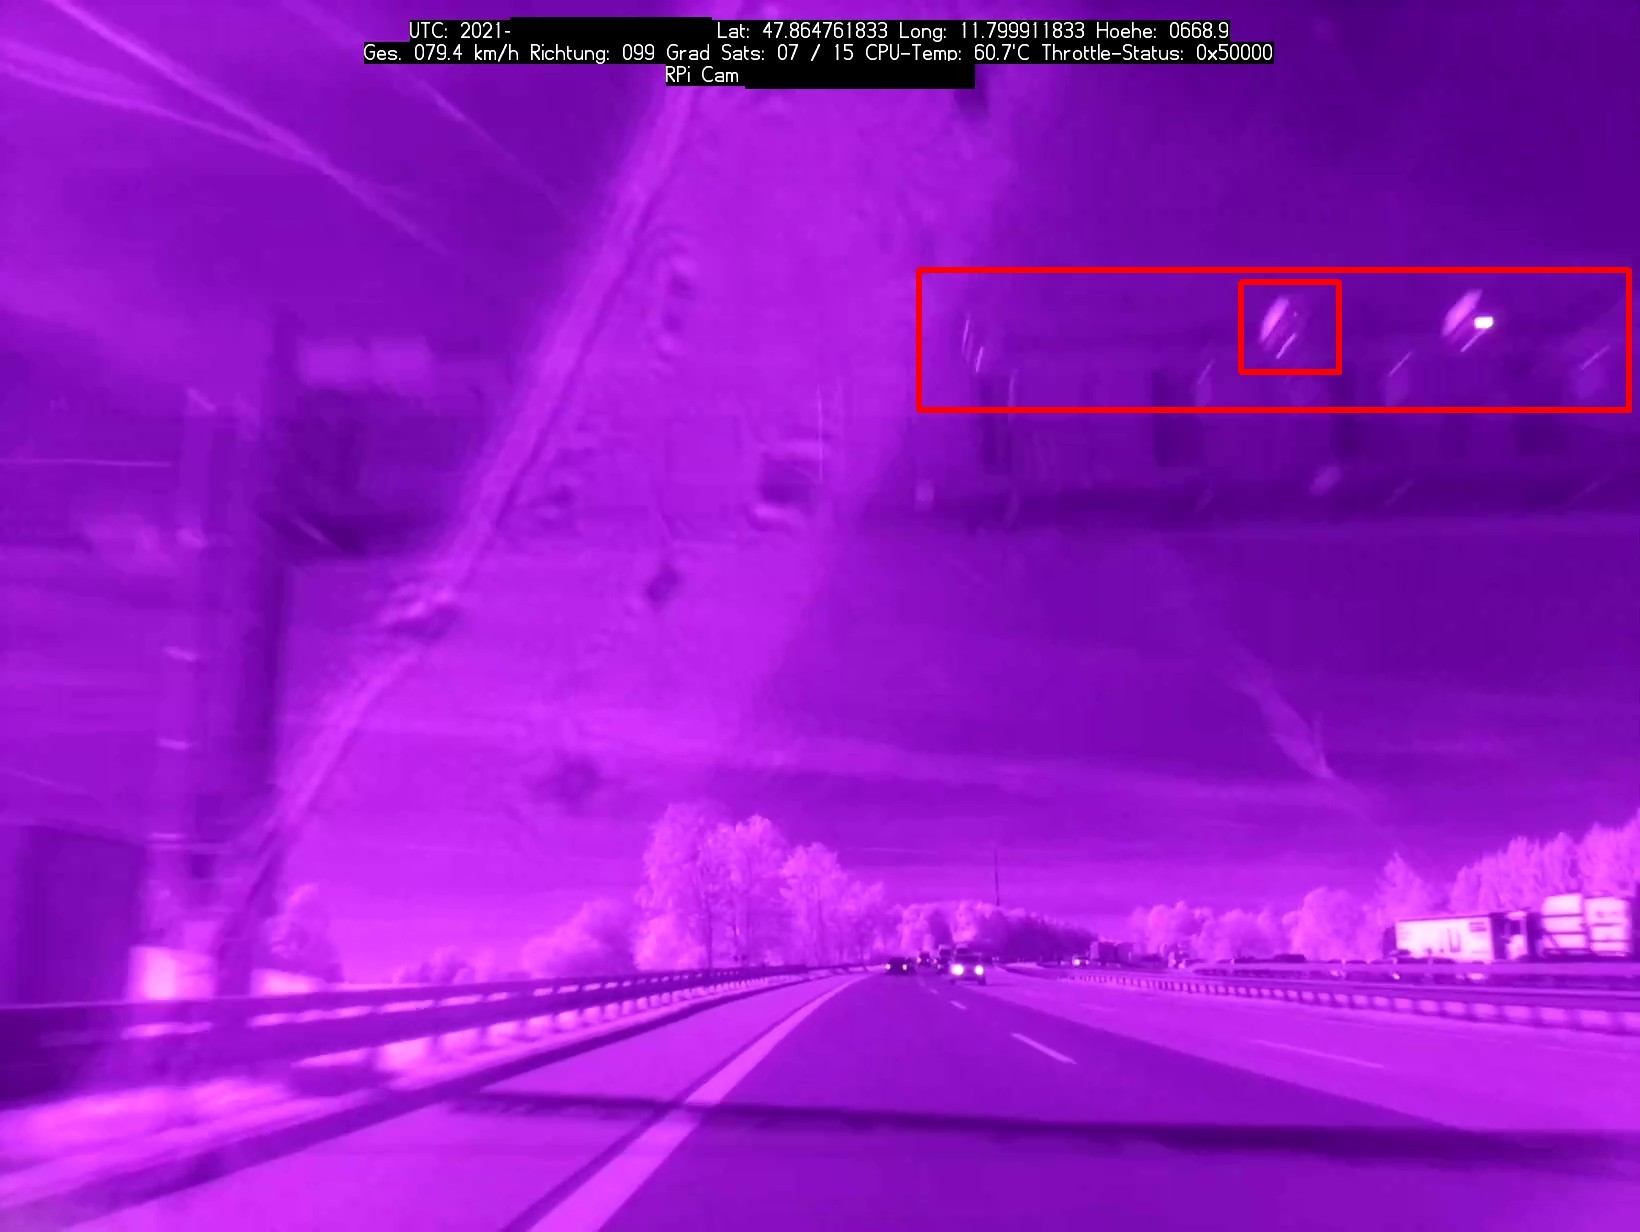 UTC: 2021- Lat: 47.864761833 Long: 11.799911833 Hoehe: 0668.9
Ges. 079.4 km/h Richtung: 099 Grad Sats: 07 / 15 CPU-Temp: 60.7'C Throttle-Status: 0x50000
RPi Cam